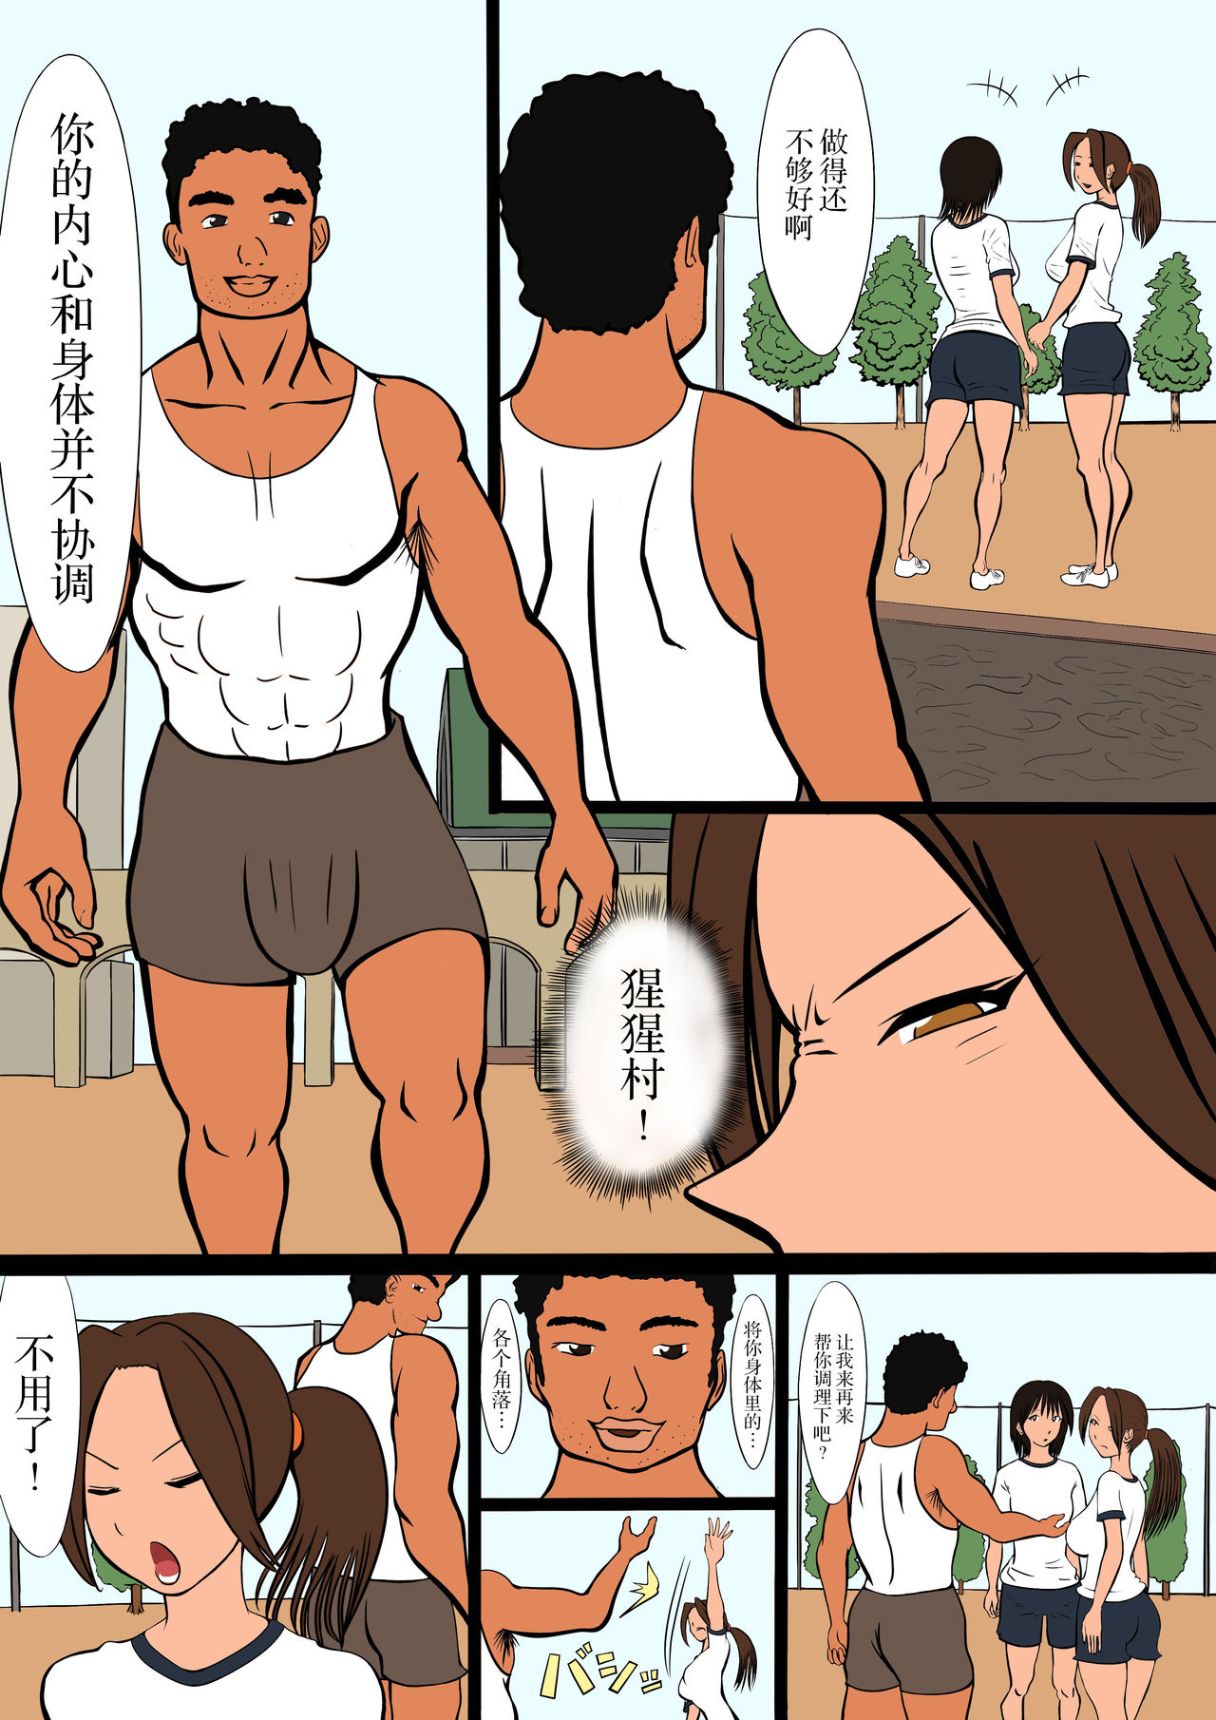 做得还
不够好啊
你的内心和身体并不协调
猩猩村！
让我来再来
帮你调理下吧？
将你身体里的…
各个角落…
バシッ
不用了！